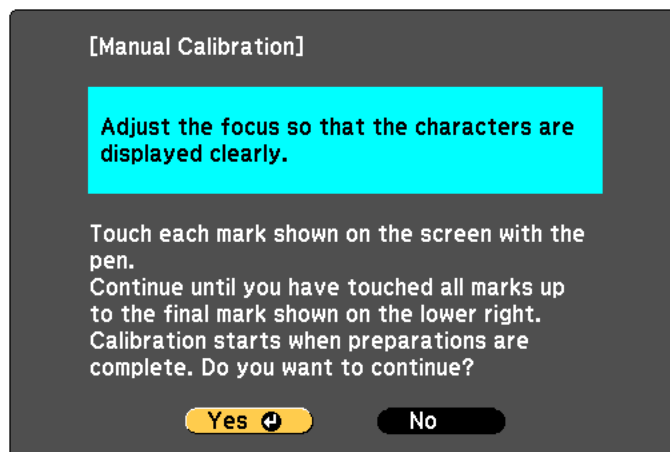 [Manual Calibration]
Adjust the focus so that the characters are
displayed clearly.
Touch each mark shown on the screen with the
pen.
Continue until you have touched all marks up
to the final mark shown on the lower right.
Calibration starts when preparations are
complete. Do you want to continue?
Yes No